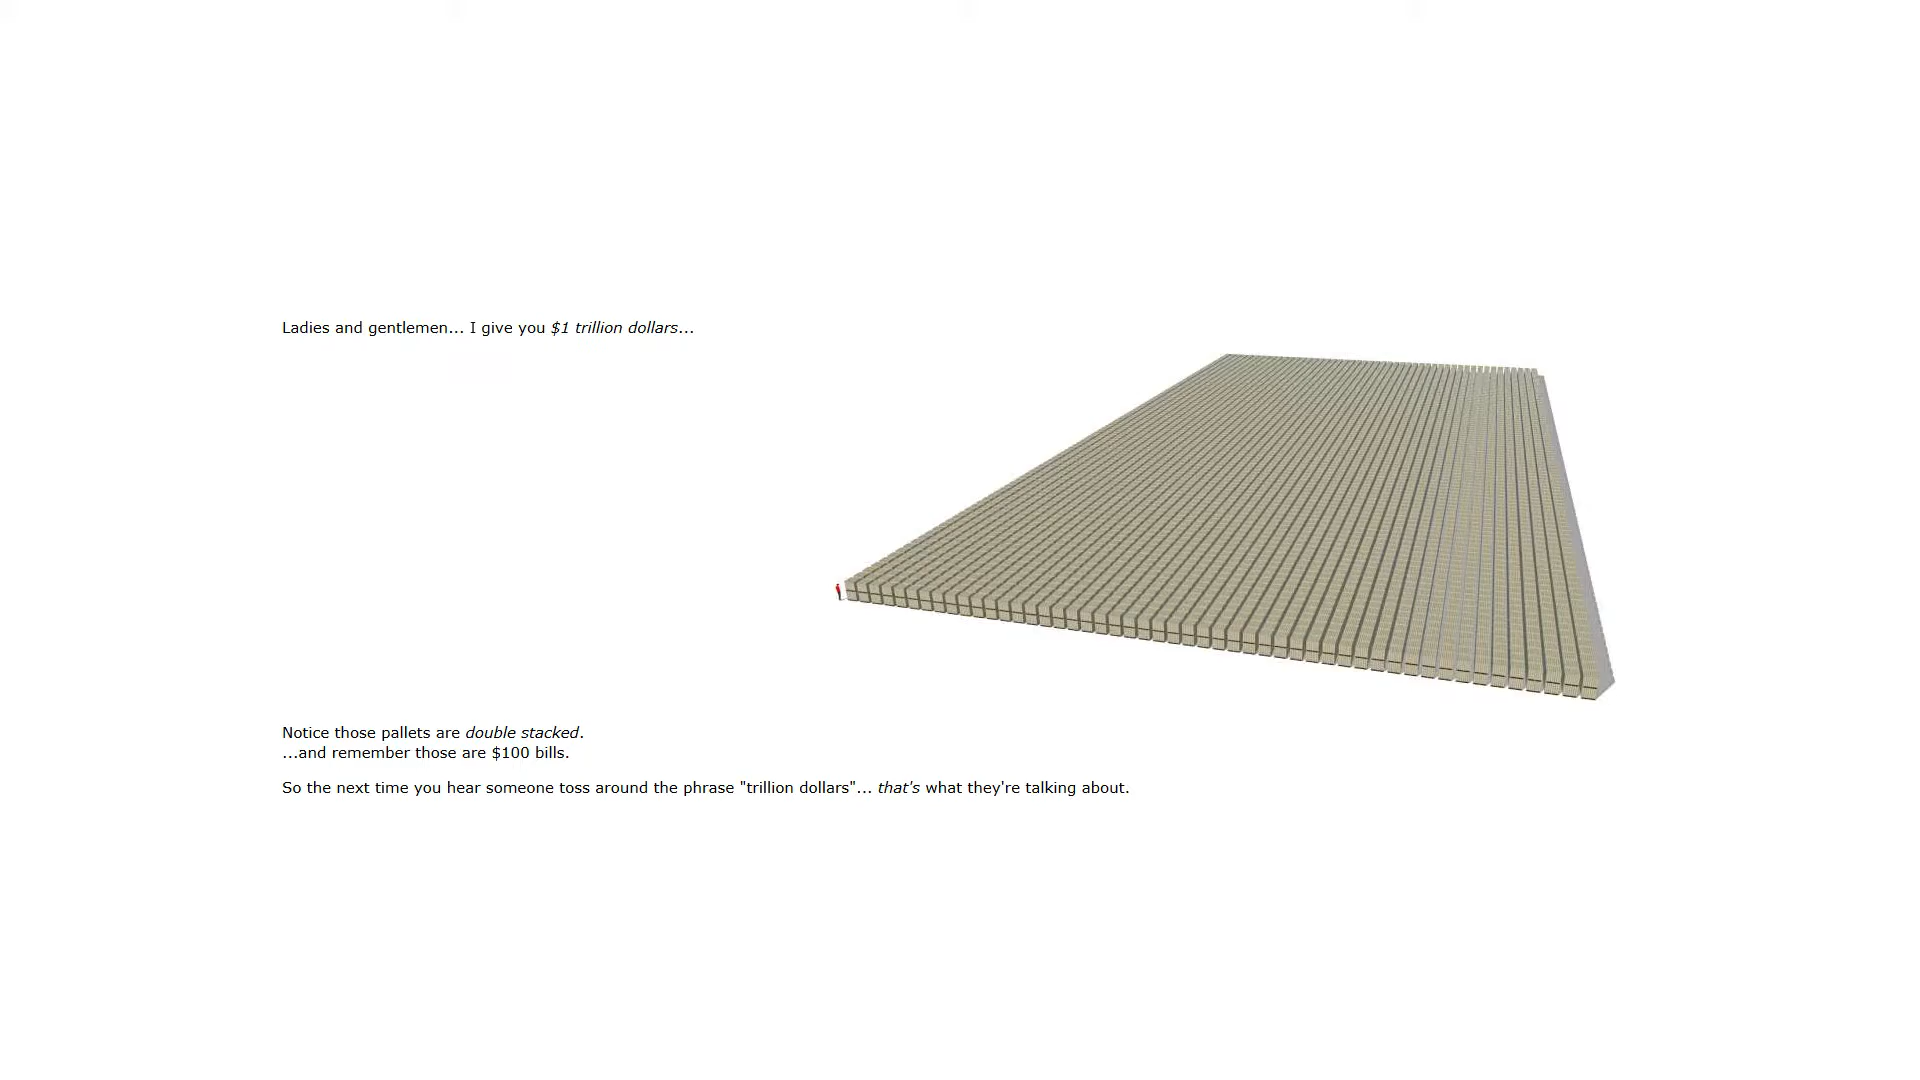 Ladies and gentlemen... I give you $1 trillion dollars...
Notice those pallets are double stacked.
...and remember those are $100 bills.
So the next time you hear someone toss around the phrase "trillion dollars"... that's what they're talking about.